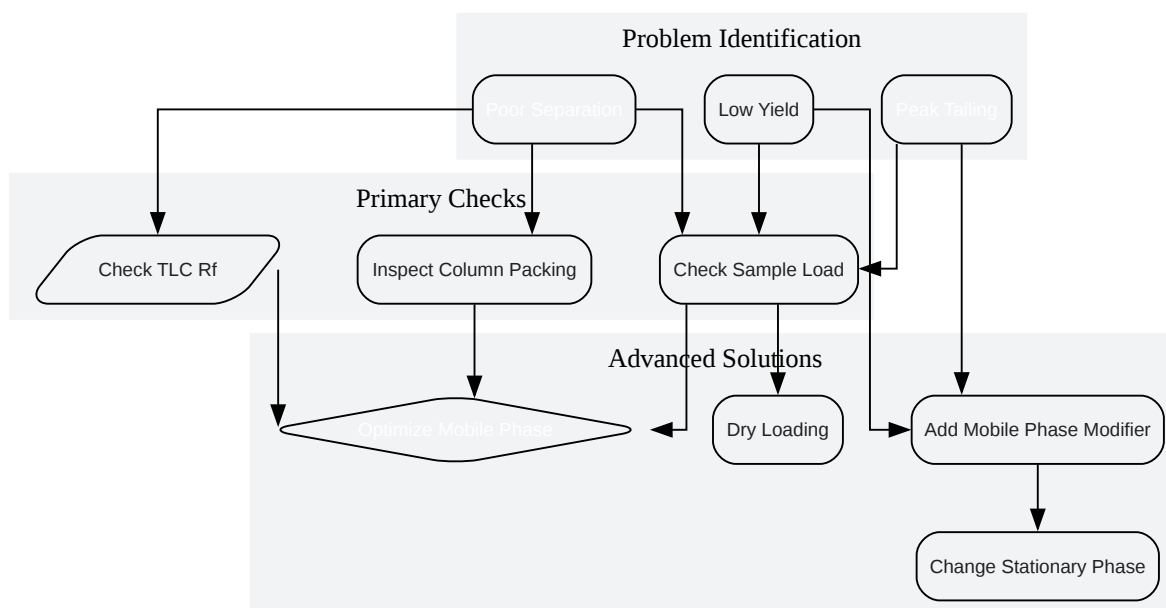 Problem Identification
Poor Separation
Low Yield
Peak Tailing
Primary Checks
Check TLC Rf
Inspect Column Packing
Check Sample Load
Advanced Solutions
Optimize Mobile Phase
Dry Loading
Add Mobile Phase Modifier
Change Stationary Phase